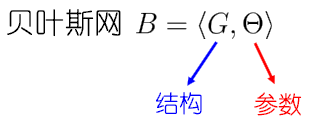 贝叶斯网 B = ⟨G, Θ⟩
结构 参数